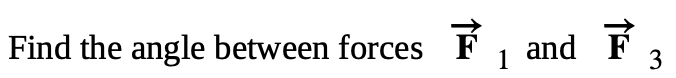 Find the angle between forces F⃗ ₁ and F⃗ ₃